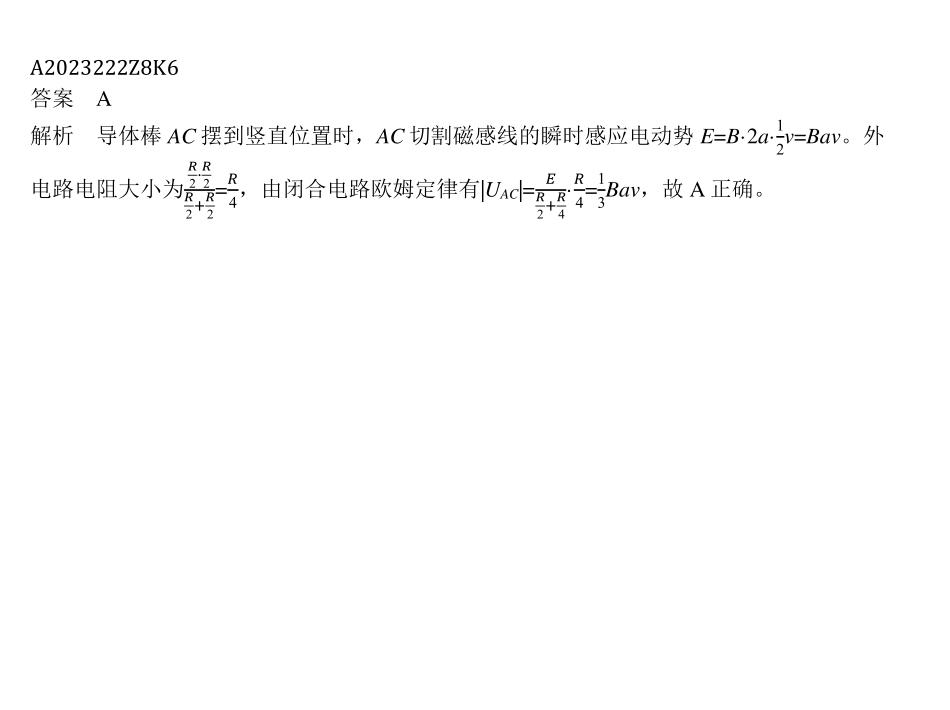 A2023222Z8K6
答案　A
解析　导体棒 AC 摆到竖直位置时，AC 切割磁感线的瞬时感应电动势 E=B·2a·\frac{1}{2}v=Bav。外
电路电阻大小为\frac{\frac{R}{2}·\frac{R}{2}}{\frac{R}{2}+\frac{R}{2}}=\frac{R}{4}，由闭合电路欧姆定律有|U_{AC}|=\frac{E}{\frac{R}{2}+\frac{R}{4}}·\frac{R}{4}=\frac{1}{3}Bav，故 A 正确。